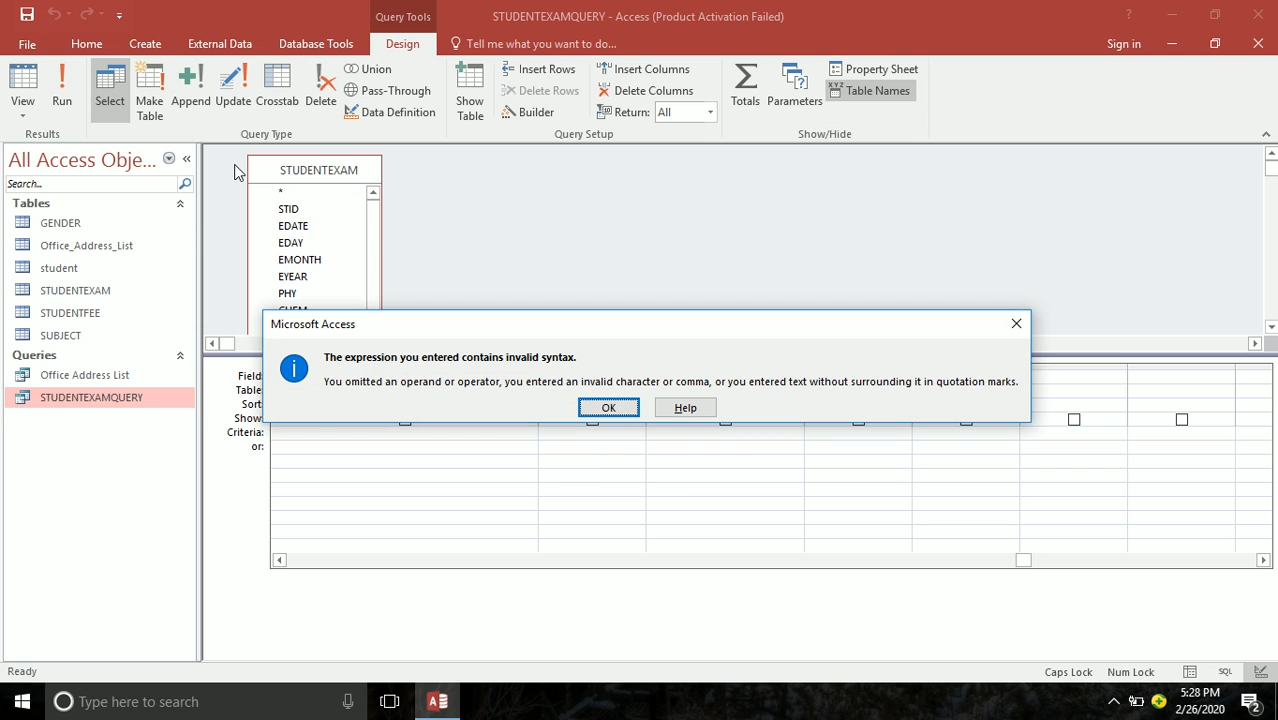 Query Tools
STUDENTEXAMQUERY - Access (Product Activation Failed)
File
Home
Create
External Data
Database Tools
Design
Tell me what you want to do...
Sign in
View
Run
Select
Make Table
Append
Update
Crosstab
Delete
Union
Pass-Through
Data Definition
Show Table
Insert Rows
Delete Rows
Builder
Insert Columns
Delete Columns
Return: All
Totals
Parameters
Property Sheet
Table Names
Results
Query Type
Query Setup
Show/Hide
All Access Obje...
Search...
Tables
GENDER
Office_Address_List
student
STUDENTEXAM
STUDENTFEE
SUBJECT
Queries
Office Address List
STUDENTEXAMQUERY
STUDENTEXAM
*
STID
EDATE
EDAY
EMONTH
EYEAR
PHY
CHEM
Microsoft Access
The expression you entered contains invalid syntax.
You omitted an operand or operator, you entered an invalid character or comma, or you entered text without surrounding it in quotation marks.
OK
Help
Field:
Table:
Sort:
Show:
Criteria:
or:
Ready
Caps Lock
Num Lock
SQL
Type here to search
5:28 PM
2/26/2020
2